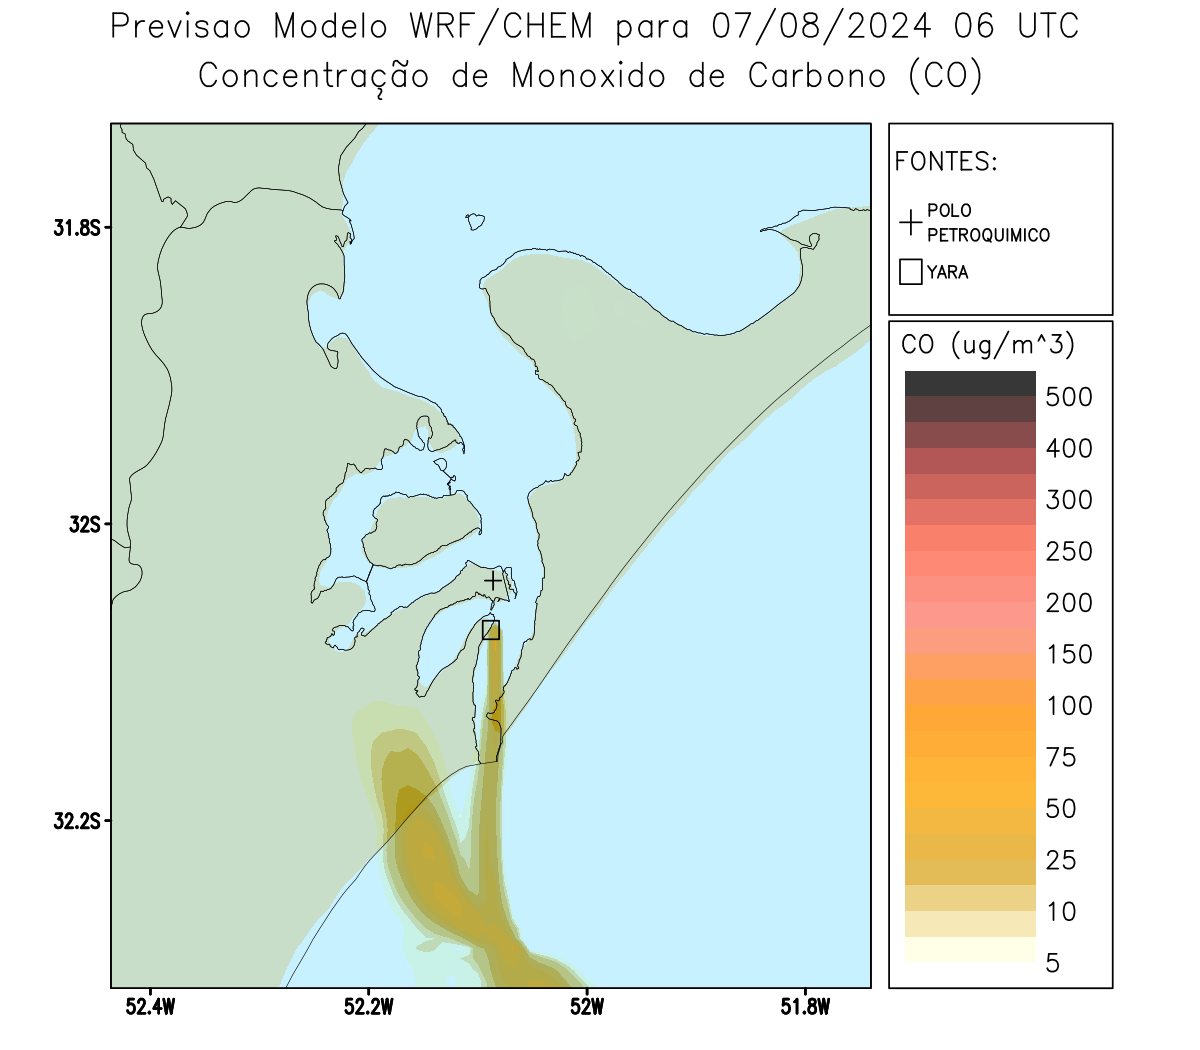 Previsao Modelo WRF/CHEM para 07/08/2024 06 UTC
Concentração de Monoxido de Carbono (CO)
FONTES:
POLO
PETROQUIMICO
YARA
CO (ug/m^3)
500
400
300
250
200
150
100
75
50
25
10
5
31.8S
32S
32.2S
52.4W
52.2W
52W
51.8W